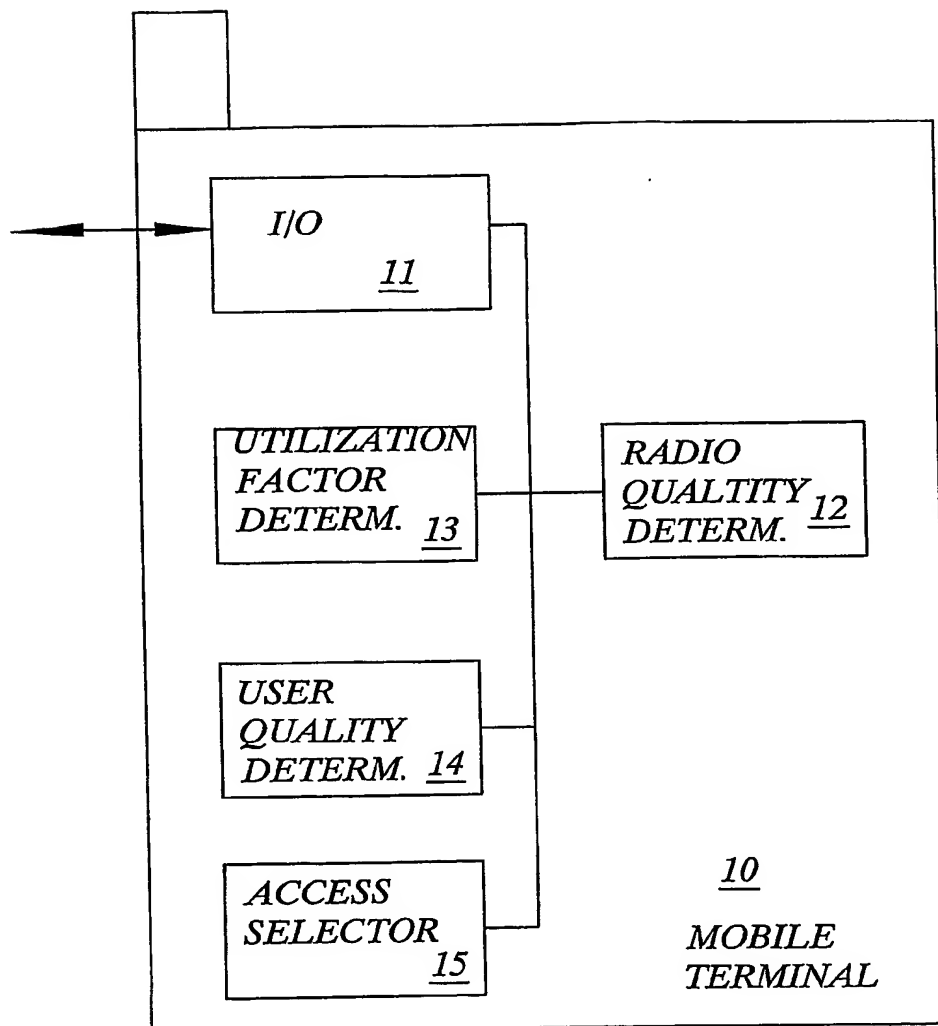 I/O
11
UTILIZATION
FACTOR
DETERM. 13
RADIO
QUALTITY
DETERM. 12
USER
QUALITY
DETERM. 14
ACCESS
SELECTOR
15
10
MOBILE
TERMINAL